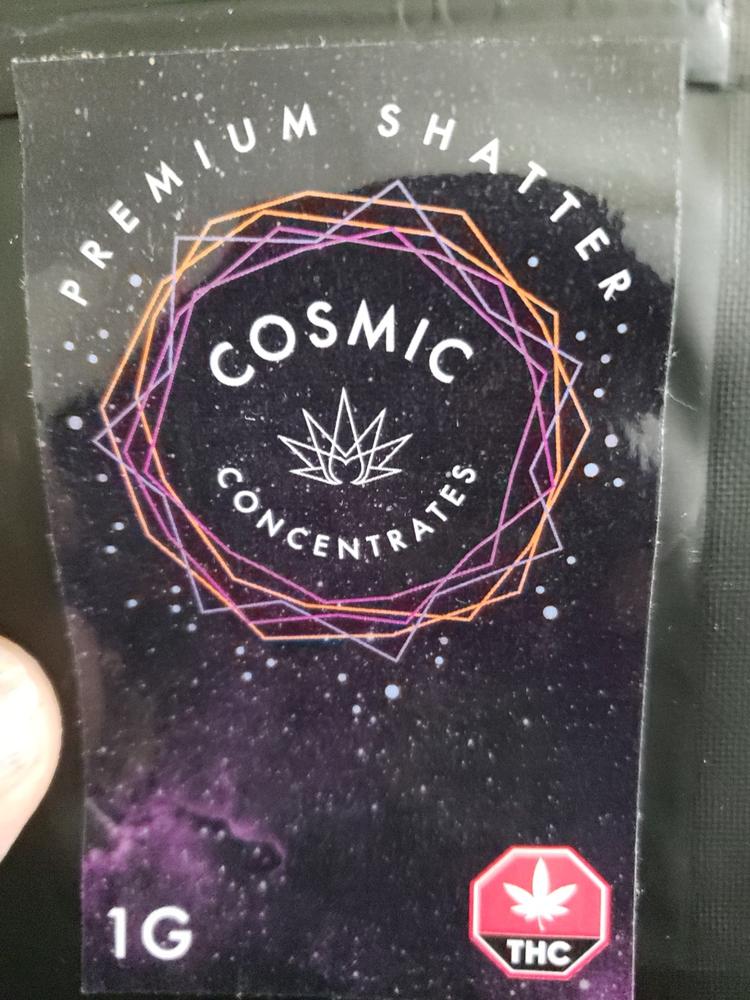 PREMIUM SHATTER
COSMIC
CONCENTRATES
1G
THC